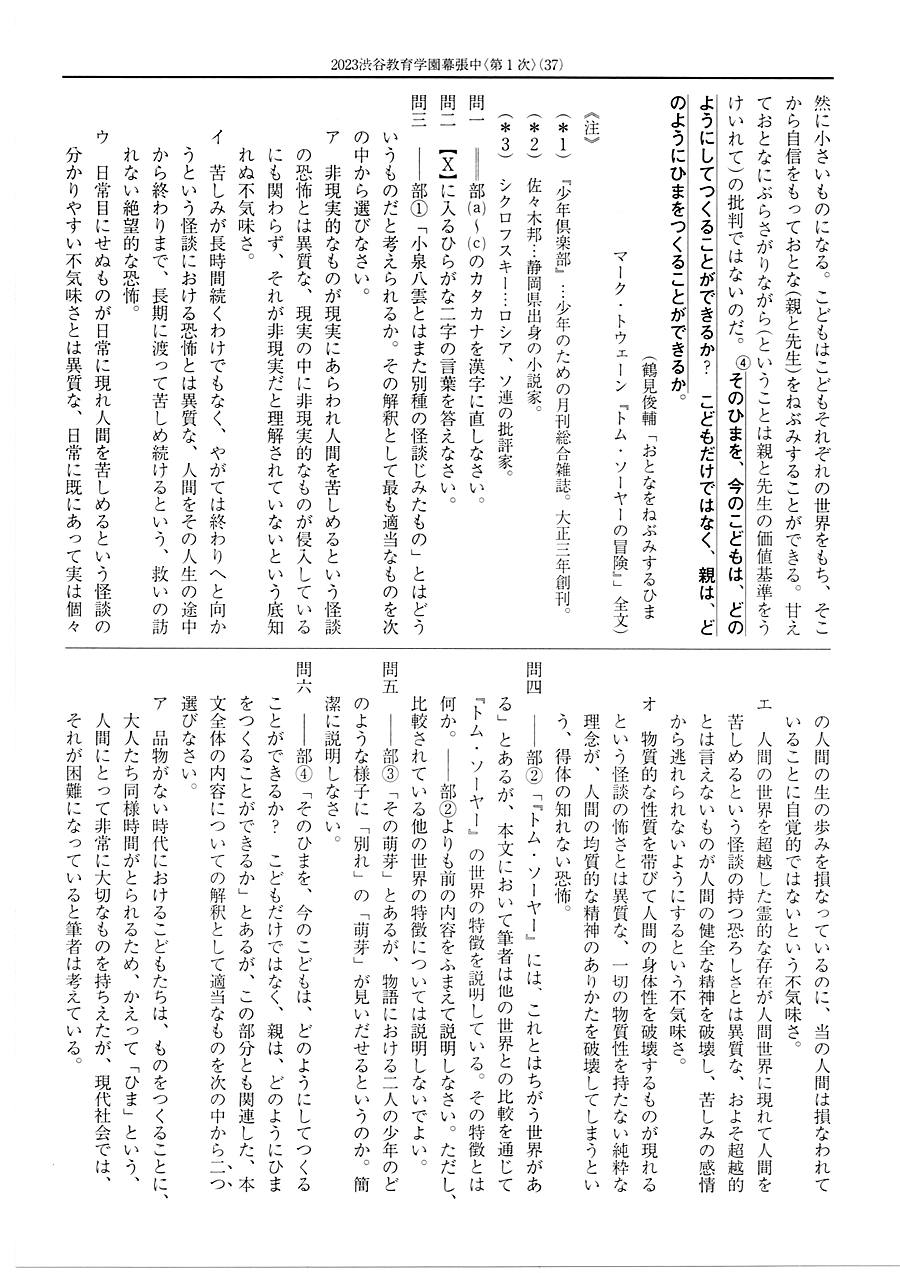 2023渋谷教育学園幕張中〈第1次〉(37)
然に小さいものになる。こどもはこどもそれぞれの世界をもち、そこ
から自信をもっておとな(親と先生)をねぶみすることができる。甘え
ておとなにぶらさがりながら(ということは親と先生の価値基準をう
けいれて)の批判ではないのだ。④そのひまを、今のこどもは、どの
ようにしてつくることができるか? こどもだけではなく、親は、ど
のようにひまをつくることができるか。
(鶴見俊輔「おとなをねぶみするひま
マーク・トウェーン『トム・ソーヤーの冒険』」全文)
《注》
(*1) 『少年倶楽部』…少年のための月刊総合雑誌。大正三年創刊。
(*2) 佐々木邦…静岡県出身の小説家。
(*3) シクロフスキー…ロシア、ソ連の批評家。
問一 ══部(a)~(c)のカタカナを漢字に直しなさい。
問二 【X】に入るひらがな二字の言葉を答えなさい。
問三 ――部①「小泉八雲とはまた別種の怪談じみたもの」とはどう
いうものだと考えられるか。その解釈として最も適当なものを次
の中から選びなさい。
ア 非現実的なものが現実にあらわれ人間を苦しめるという怪談
の恐怖とは異質な、現実の中に非現実的なものが侵入している
にも関わらず、それが非現実だと理解されていないという底知
れぬ不気味さ。
イ 苦しみが長時間続くわけでもなく、やがては終わりへと向か
うという怪談における恐怖とは異質な、人間をその人生の途中
から終わりまで、長期に渡って苦しめ続けるという、救いの訪
れない絶望的な恐怖。
ウ 日常目にせぬものが日常に現れ人間を苦しめるという怪談の
分かりやすい不気味さとは異質な、日常に既にあって実は個々
の人間の生の歩みを損なっているのに、当の人間は損なわれて
いることに自覚的ではないという不気味さ。
エ 人間の世界を超越した霊的な存在が人間世界に現れて人間を
苦しめるという怪談の持つ恐ろしさとは異質な、およそ超越的
とは言えないものが人間の健全な精神を破壊し、苦しみの感情
から逃れられないようにするという不気味さ。
オ 物質的な性質を帯びて人間の身体性を破壊するものが現れる
という怪談の怖さとは異質な、一切の物質性を持たない純粋な
理念が、人間の均質的な精神のありかたを破壊してしまうとい
う、得体の知れない恐怖。
問四 ――部②「『トム・ソーヤー』には、これとはちがう世界があ
る」とあるが、本文において筆者は他の世界との比較を通じて
『トム・ソーヤー』の世界の特徴を説明している。その特徴とは
何か。――部②よりも前の内容をふまえて説明しなさい。ただし、
比較されている他の世界の特徴については説明しないでよい。
問五 ――部③「その萌芽」とあるが、物語における二人の少年のど
のような様子に「別れ」の「萌芽」が見いだせるというのか。簡
潔に説明しなさい。
問六 ――部④「そのひまを、今のこどもは、どのようにしてつくる
ことができるか? こどもだけではなく、親は、どのようにひま
をつくることができるか」とあるが、この部分とも関連した、本
文全体の内容についての解釈として適当なものを次の中から二つ
選びなさい。
ア 品物がない時代におけるこどもたちは、ものをつくることに、
大人たち同様時間がとられるため、かえって「ひま」という、
人間にとって非常に大切なものを持ちえたが、現代社会では、
それが困難になっていると筆者は考えている。